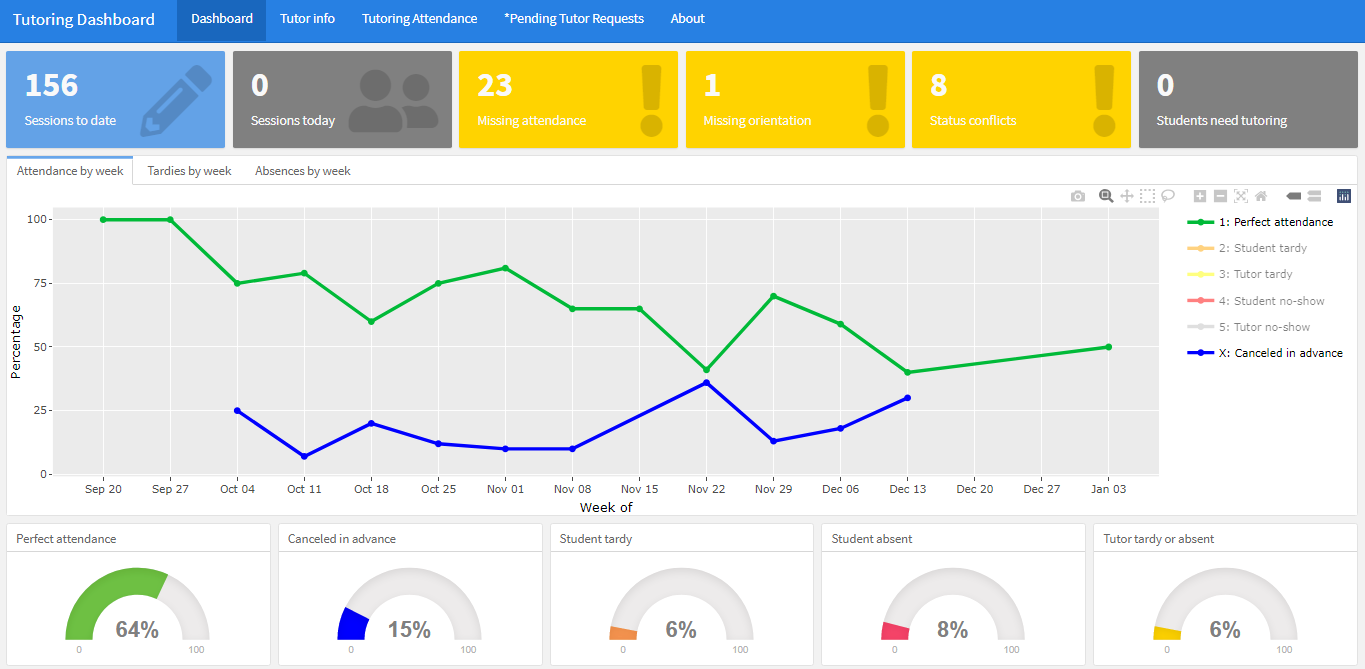 Tutoring Dashboard Dashboard Tutor info Tutoring Attendance *Pending Tutor Requests About
156 0 23 1 8 0
Sessions to date Sessions today Missing attendance Missing orientation Status conflicts Students need tutoring
Attendance by week Tardies by week Absences by week
100
75
50
25
0
Percentage
Sep 20 Sep 27 Oct 04 Oct 11 Oct 18 Oct 25 Nov 01 Nov 08 Nov 15 Nov 22 Nov 29 Dec 06 Dec 13 Dec 20 Dec 27 Jan 03
Week of
1: Perfect attendance
2: Student tardy
3: Tutor tardy
4: Student no-show
5: Tutor no-show
X: Canceled in advance
Perfect attendance Canceled in advance Student tardy Student absent Tutor tardy or absent
64% 15% 6% 8% 6%
0 100 0 100 0 100 0 100 0 100